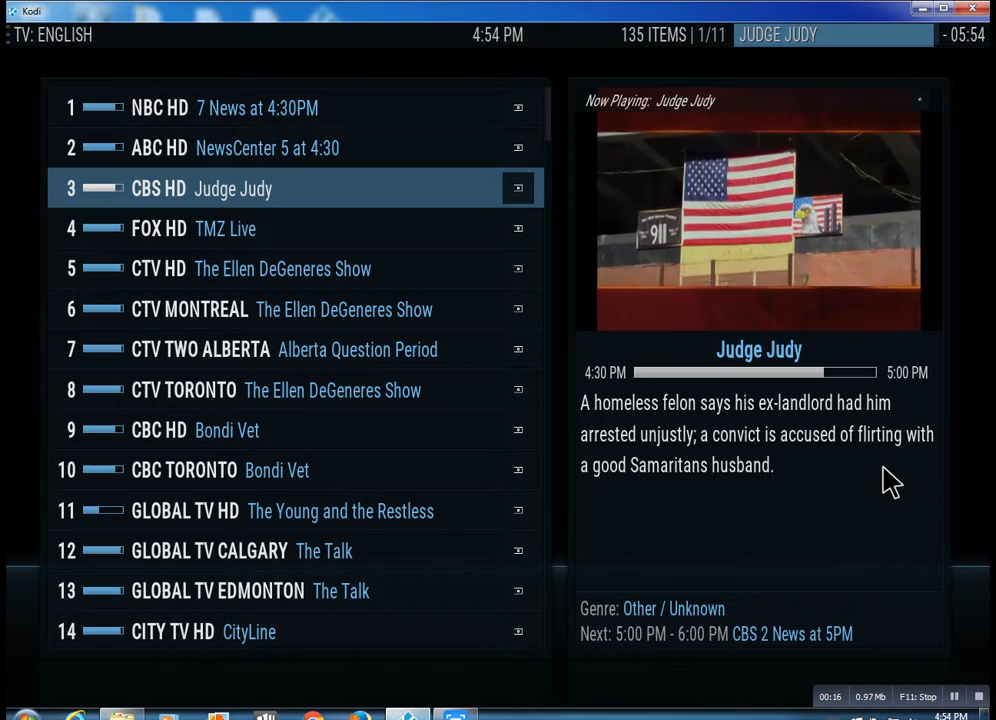 Kodi
TV: ENGLISH 4:54 PM 135 ITEMS | 1/11 JUDGE JUDY - 05:54
1 NBC HD 7 News at 4:30PM
2 ABC HD NewsCenter 5 at 4:30
3 CBS HD Judge Judy
4 FOX HD TMZ Live
5 CTV HD The Ellen DeGeneres Show
6 CTV MONTREAL The Ellen DeGeneres Show
7 CTV TWO ALBERTA Alberta Question Period
8 CTV TORONTO The Ellen DeGeneres Show
9 CBC HD Bondi Vet
10 CBC TORONTO Bondi Vet
11 GLOBAL TV HD The Young and the Restless
12 GLOBAL TV CALGARY The Talk
13 GLOBAL TV EDMONTON The Talk
14 CITY TV HD CityLine
Now Playing: Judge Judy
911
Judge Judy
4:30 PM 5:00 PM
A homeless felon says his ex-landlord had him
arrested unjustly; a convict is accused of flirting with
a good Samaritans husband.
Genre: Other / Unknown
Next: 5:00 PM - 6:00 PM CBS 2 News at 5PM
00:16 0.97 Mb F11: Stop
4:54 PM